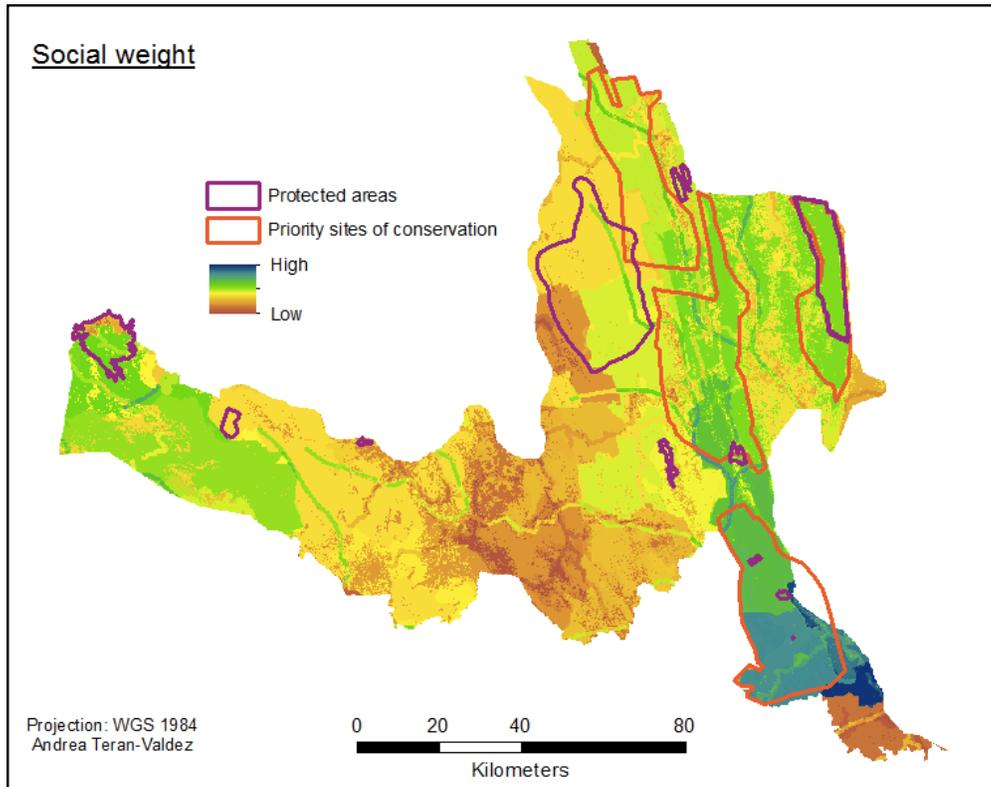 Social weight
Protected areas
Priority sites of conservation
High
Low
Projection: WGS 1984
Andrea Teran-Valdez
0 20 40 80
Kilometers